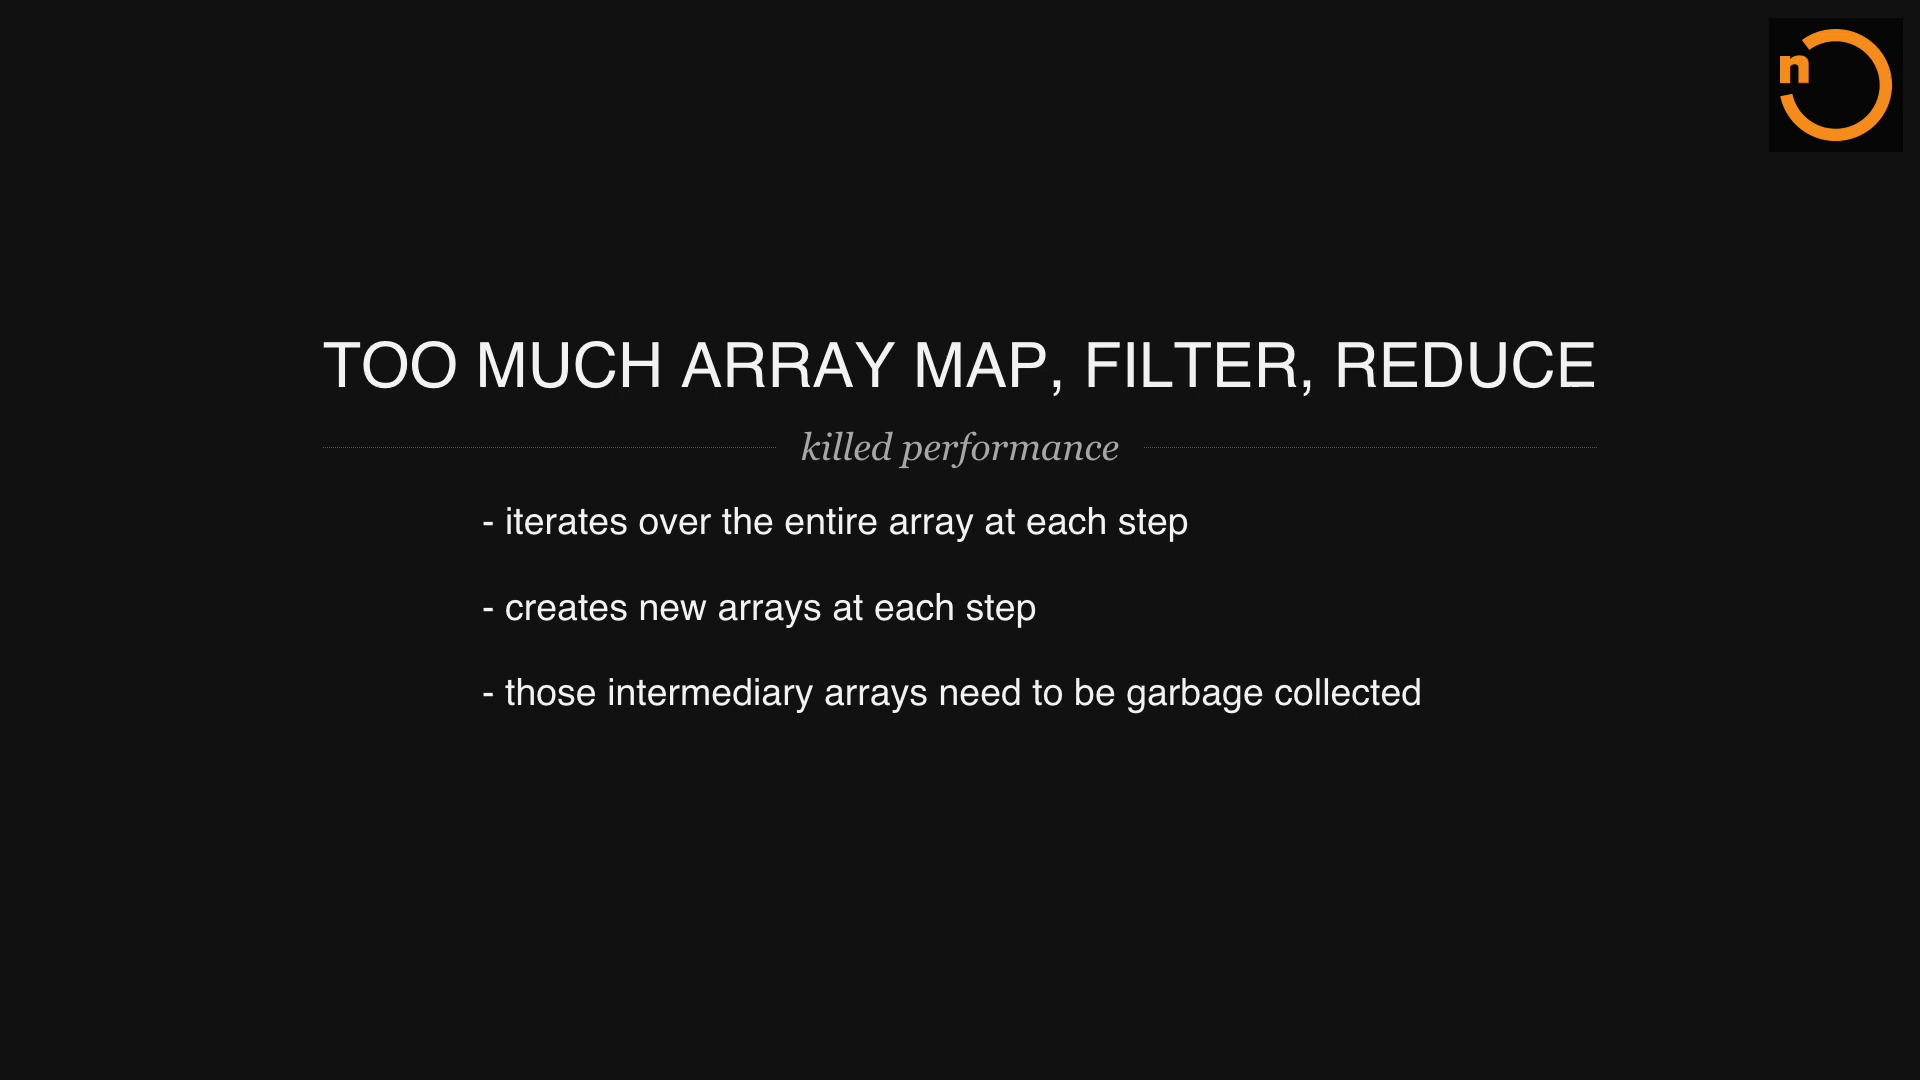 n
TOO MUCH ARRAY MAP, FILTER, REDUCE
killed performance
- iterates over the entire array at each step
- creates new arrays at each step
- those intermediary arrays need to be garbage collected